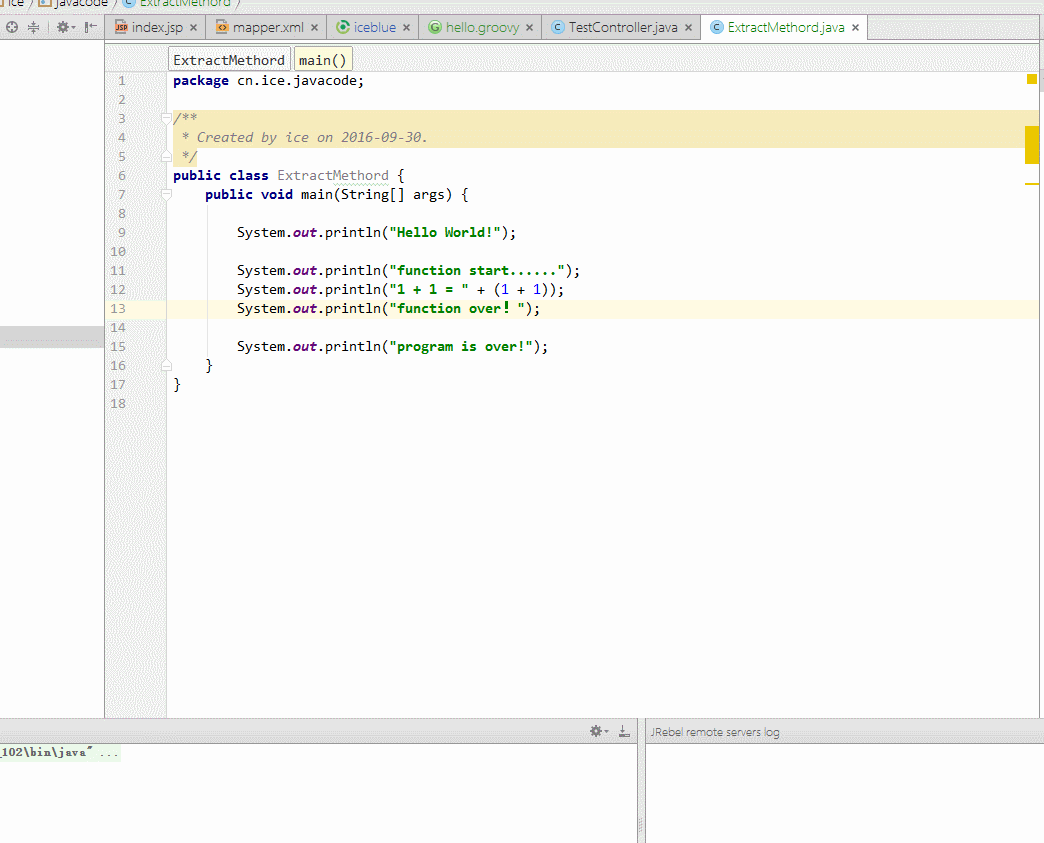 ice javacode ExtractMethord
index.jsp mapper.xml iceblue hello.groovy TestController.java ExtractMethord.java
ExtractMethord main()
1 package cn.ice.javacode;
2
3 /**
4 * Created by ice on 2016-09-30.
5 */
6 public class ExtractMethord {
7 public void main(String[] args) {
8
9 System.out.println("Hello World!");
10
11 System.out.println("function start......");
12 System.out.println("1 + 1 = " + (1 + 1));
13 System.out.println("function over！");
14
15 System.out.println("program is over!");
16 }
17 }
18
JRebel remote servers log
_102\bin\java" ...